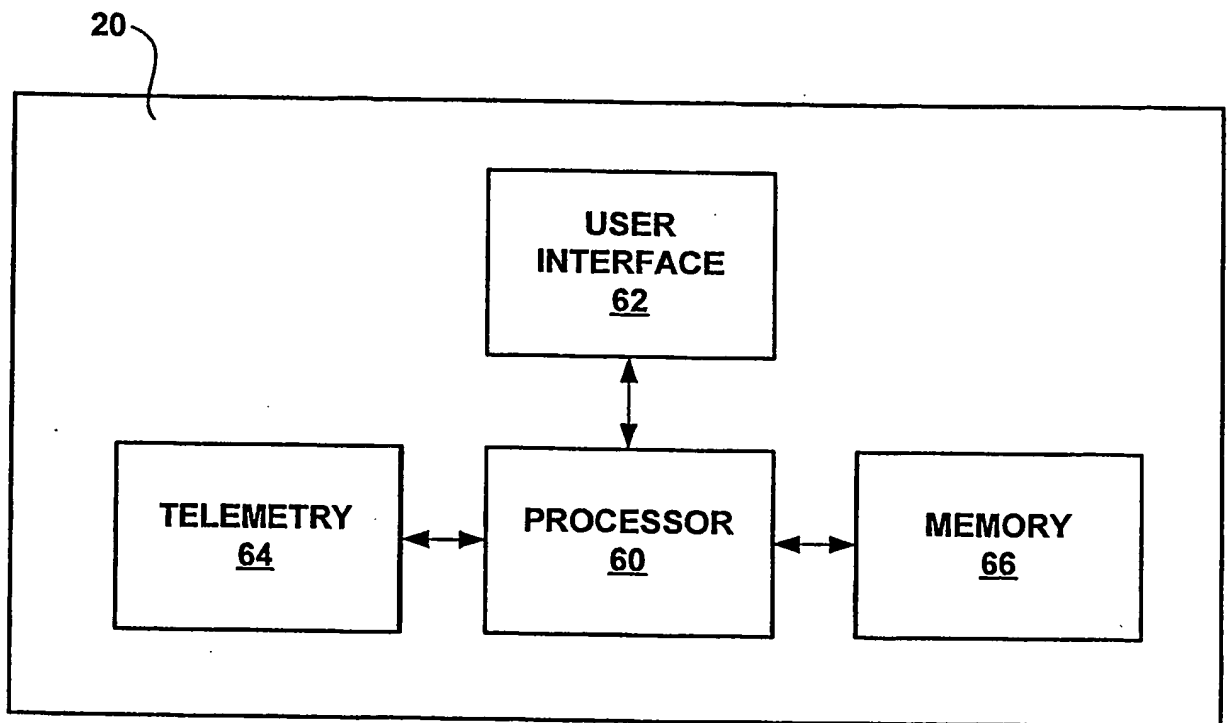 20
USER
INTERFACE
62
TELEMETRY
64
PROCESSOR
60
MEMORY
66